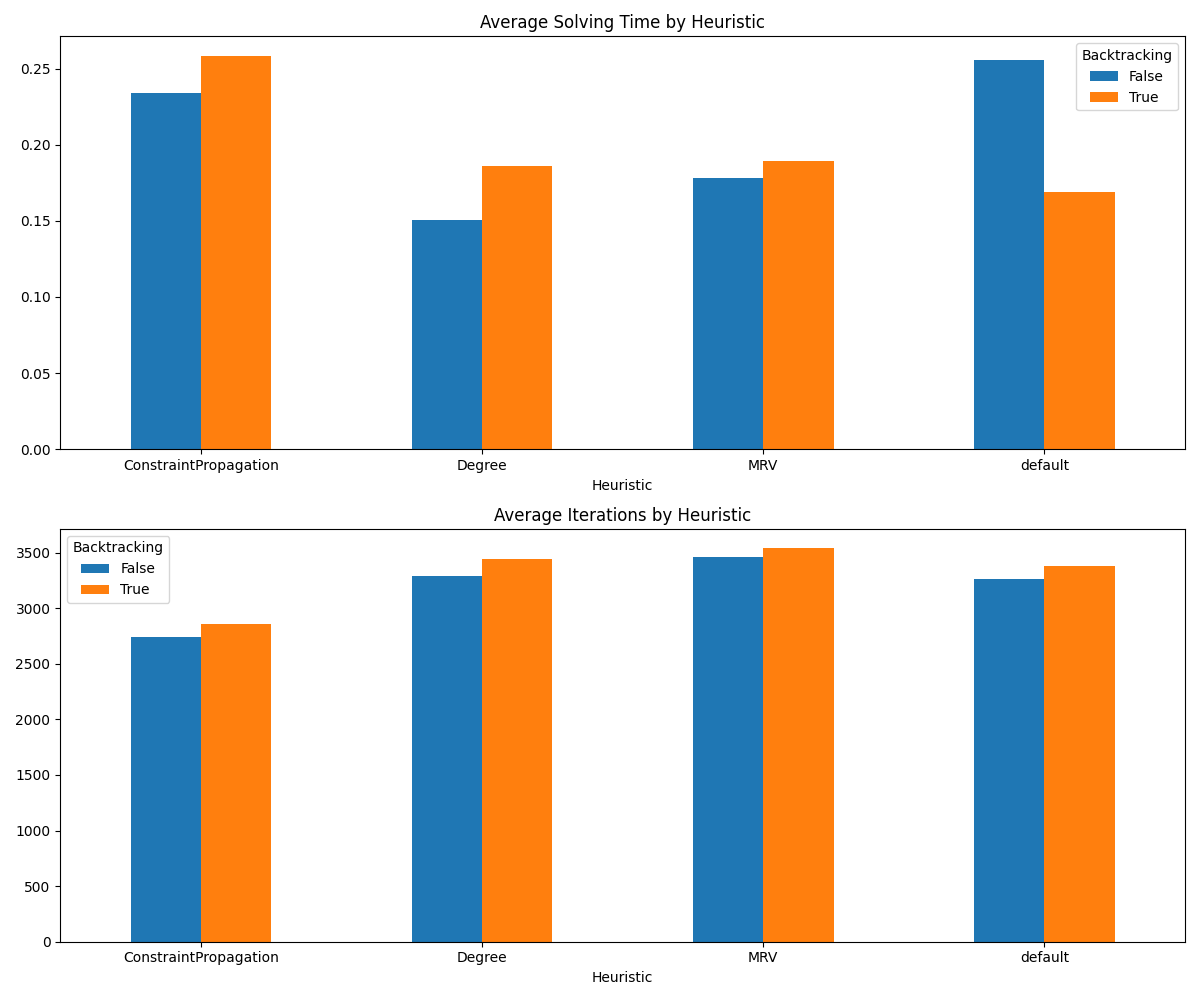 Average Solving Time by Heuristic
Backtracking
False
True
0.25
0.20
0.15
0.10
0.05
0.00
ConstraintPropagation Degree MRV default
Heuristic
Average Iterations by Heuristic
Backtracking
False
True
3500
3000
2500
2000
1500
1000
500
0
ConstraintPropagation Degree MRV default
Heuristic